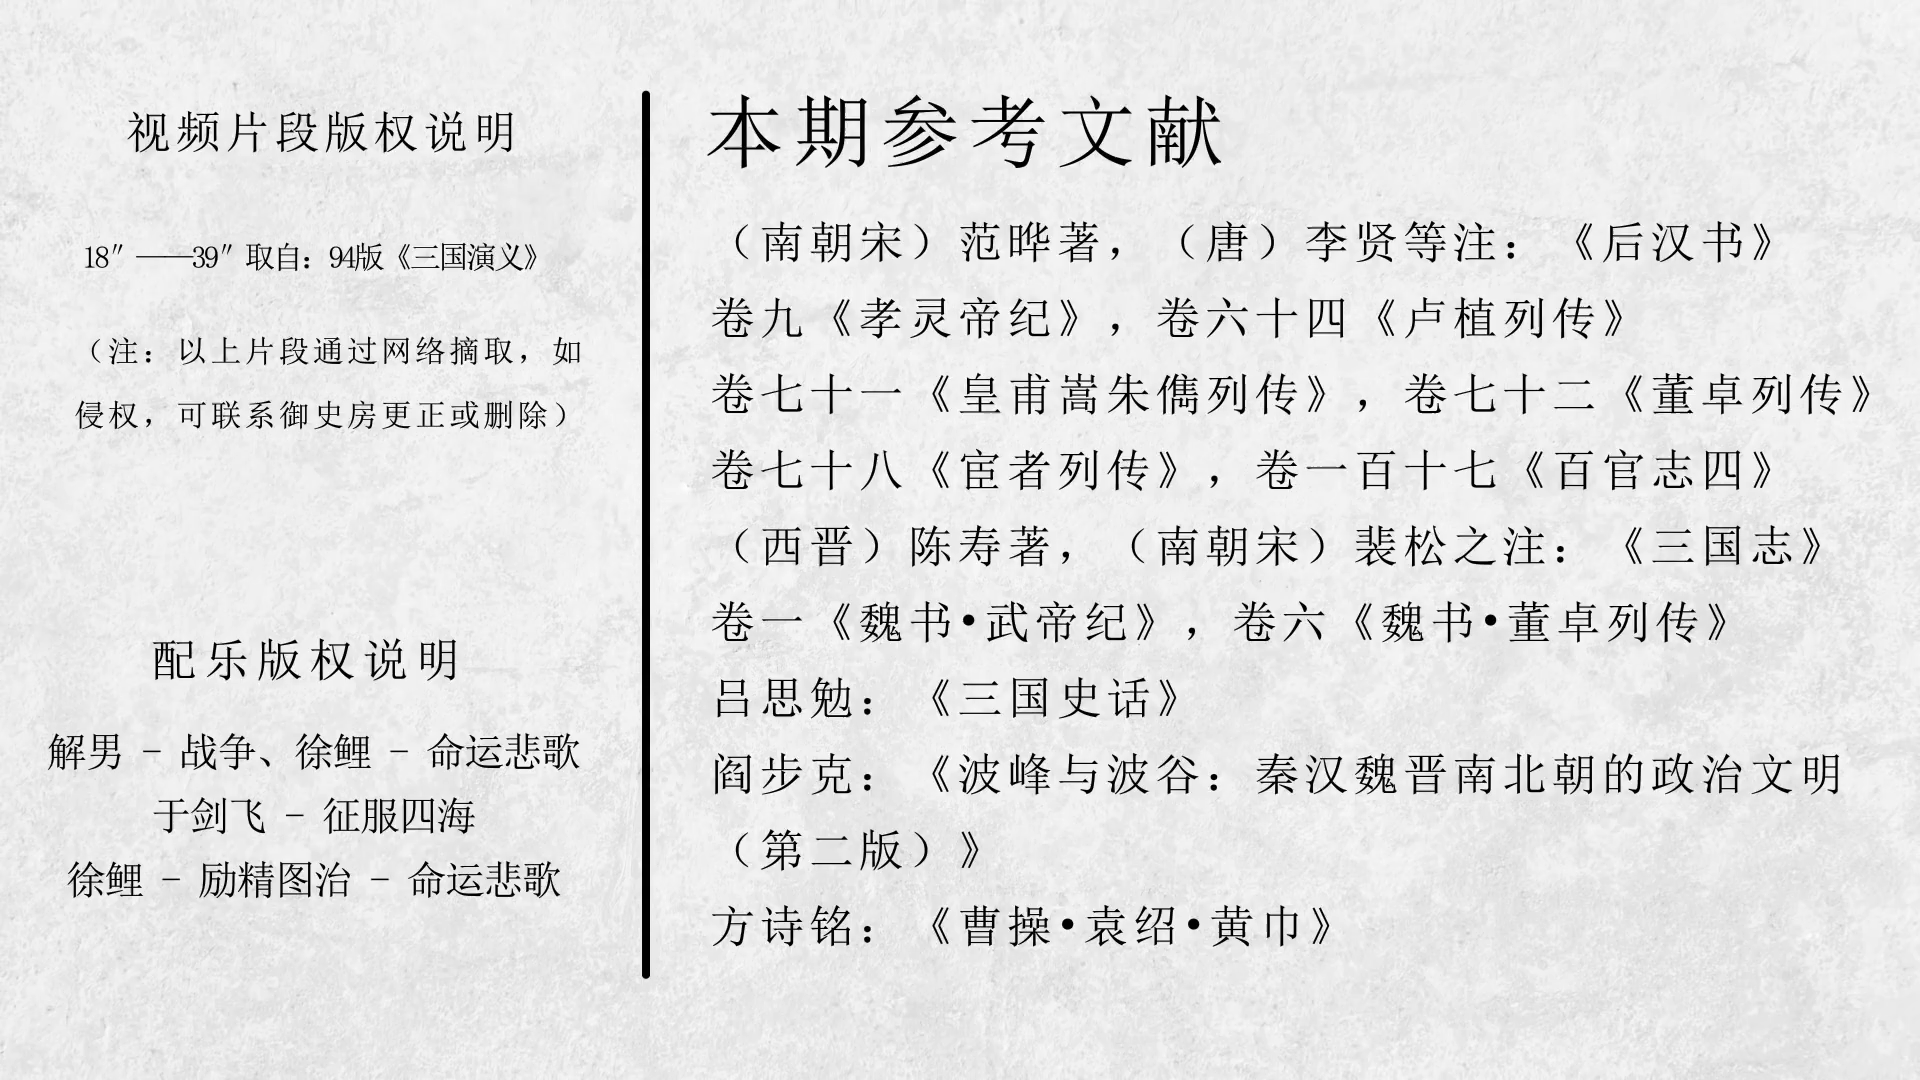 视频片段版权说明
18″——39″取自：94版《三国演义》
（注：以上片段通过网络摘取，如
侵权，可联系御史房更正或删除）
配乐版权说明
解男 – 战争、徐鲤 – 命运悲歌
于剑飞 – 征服四海
徐鲤 – 励精图治 – 命运悲歌
本期参考文献
（南朝宋）范晔著，（唐）李贤等注：《后汉书》
卷九《孝灵帝纪》，卷六十四《卢植列传》
卷七十一《皇甫嵩朱儁列传》，卷七十二《董卓列传》
卷七十八《宦者列传》，卷一百十七《百官志四》
（西晋）陈寿著，（南朝宋）裴松之注：《三国志》
卷一《魏书•武帝纪》，卷六《魏书•董卓列传》
吕思勉：《三国史话》
阎步克：《波峰与波谷：秦汉魏晋南北朝的政治文明
（第二版）》
方诗铭：《曹操•袁绍•黄巾》